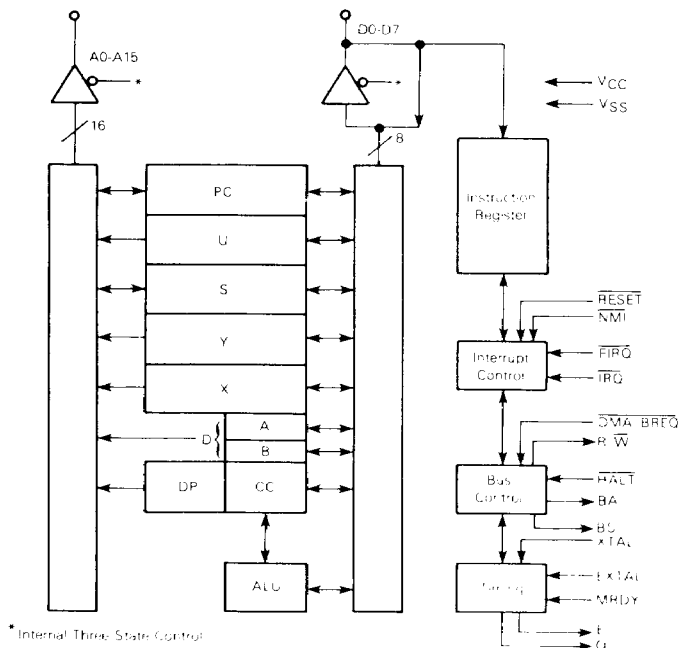 A0-A15
D0-D7
*
*
VCC
VSS
16
8
PC
U
S
Y
X
A
D {
B
DP
CC
ALU
Instruction
Register
RESET
NMI
Interrupt
Control
FIRQ
IRQ
DMA BREQ
R/W
Bus
Control
HALT
BA
BS
XTAL
Timing
EXTAL
MRDY
E
Q
* Internal Three State Control